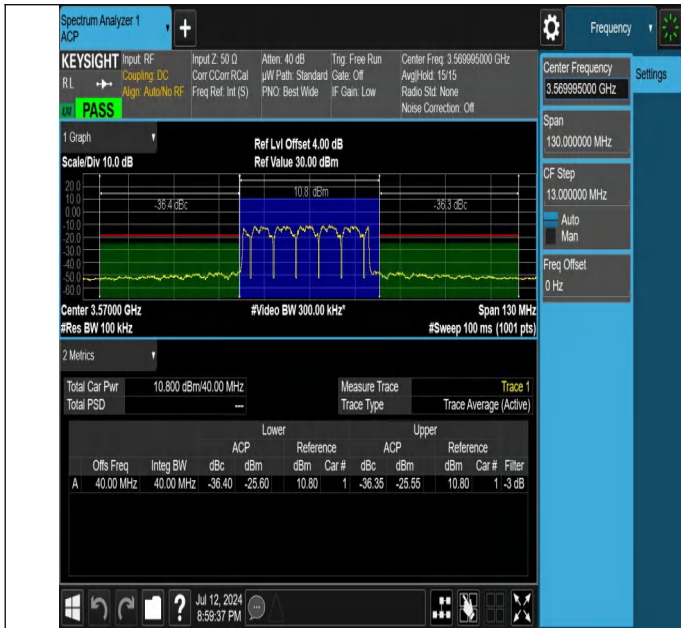 Spectrum Analyzer 1
ACP
+
Frequency
KEYSIGHT
RL
LXI
PASS
Input: RF
Coupling: DC
Align: Auto/No RF
Input Z: 50 Ω
Corr CCorr RCal
Freq Ref: Int (S)
Atten: 40 dB
µW Path: Standard
PNO: Best Wide
Trig: Free Run
Gate: Off
IF Gain: Low
Center Freq: 3.569995000 GHz
Avg|Hold: 15/15
Radio Std: None
Noise Correction: Off
Center Frequency
3.569995000 GHz
Settings
Span
130.000000 MHz
CF Step
13.000000 MHz
Auto
Man
Freq Offset
0 Hz
1 Graph
Scale/Div 10.0 dB
Ref Lvl Offset 4.00 dB
Ref Value 30.00 dBm
20.0
10.0
0.00
-10.0
-20.0
-30.0
-40.0
-50.0
-60.0
-36.4 dBc
10.8 dBm
-36.3 dBc
Center 3.57000 GHz
#Video BW 300.00 kHz*
Span 130 MHz
#Res BW 100 kHz
#Sweep 100 ms (1001 pts)
2 Metrics
Total Car Pwr 10.800 dBm/40.00 MHz
Total PSD ---
Measure Trace Trace 1
Trace Type Trace Average (Active)
Lower Upper
ACP Reference ACP Reference
Offs Freq Integ BW dBc dBm dBm Car # dBc dBm dBm Car # Filter
A 40.00 MHz 40.00 MHz -36.40 -25.60 10.80 1 -36.35 -25.55 10.80 1 -3 dB
?
Jul 12, 2024
8:59:37 PM